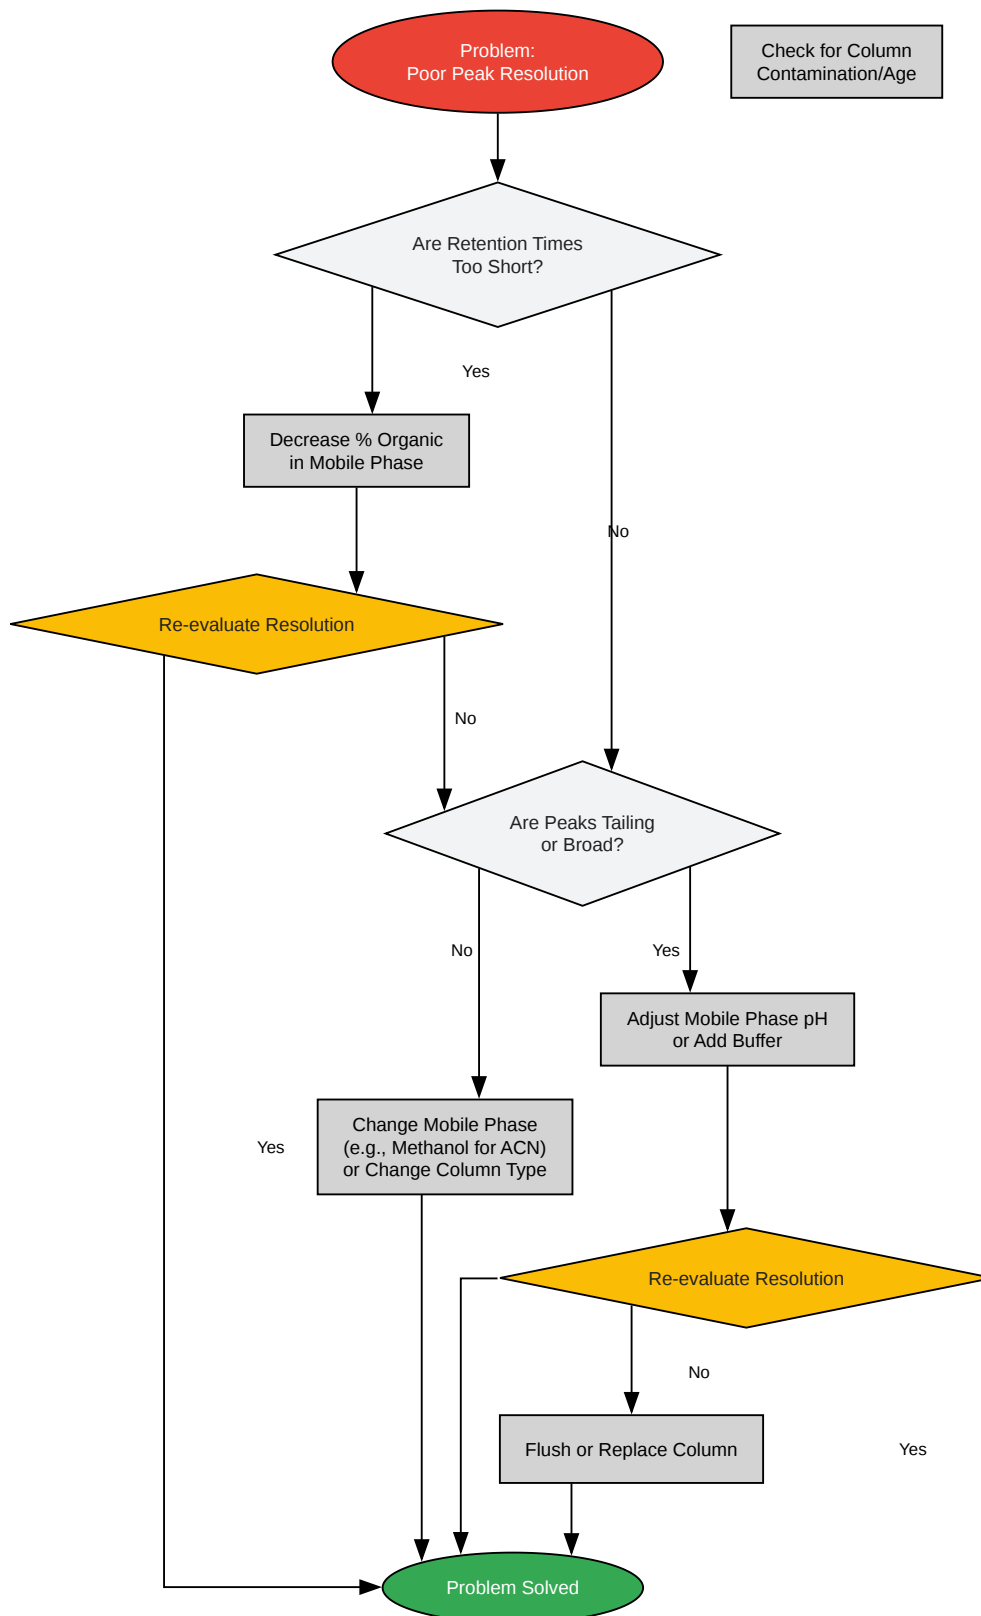 Problem:
Poor Peak Resolution
Check for Column
Contamination/Age
Are Retention Times
Too Short?
Yes
Decrease % Organic
in Mobile Phase
No
Re-evaluate Resolution
No
Are Peaks Tailing
or Broad?
No
Yes
Adjust Mobile Phase pH
or Add Buffer
Change Mobile Phase
(e.g., Methanol for ACN)
or Change Column Type
Yes
Re-evaluate Resolution
No
Flush or Replace Column
Yes
Problem Solved